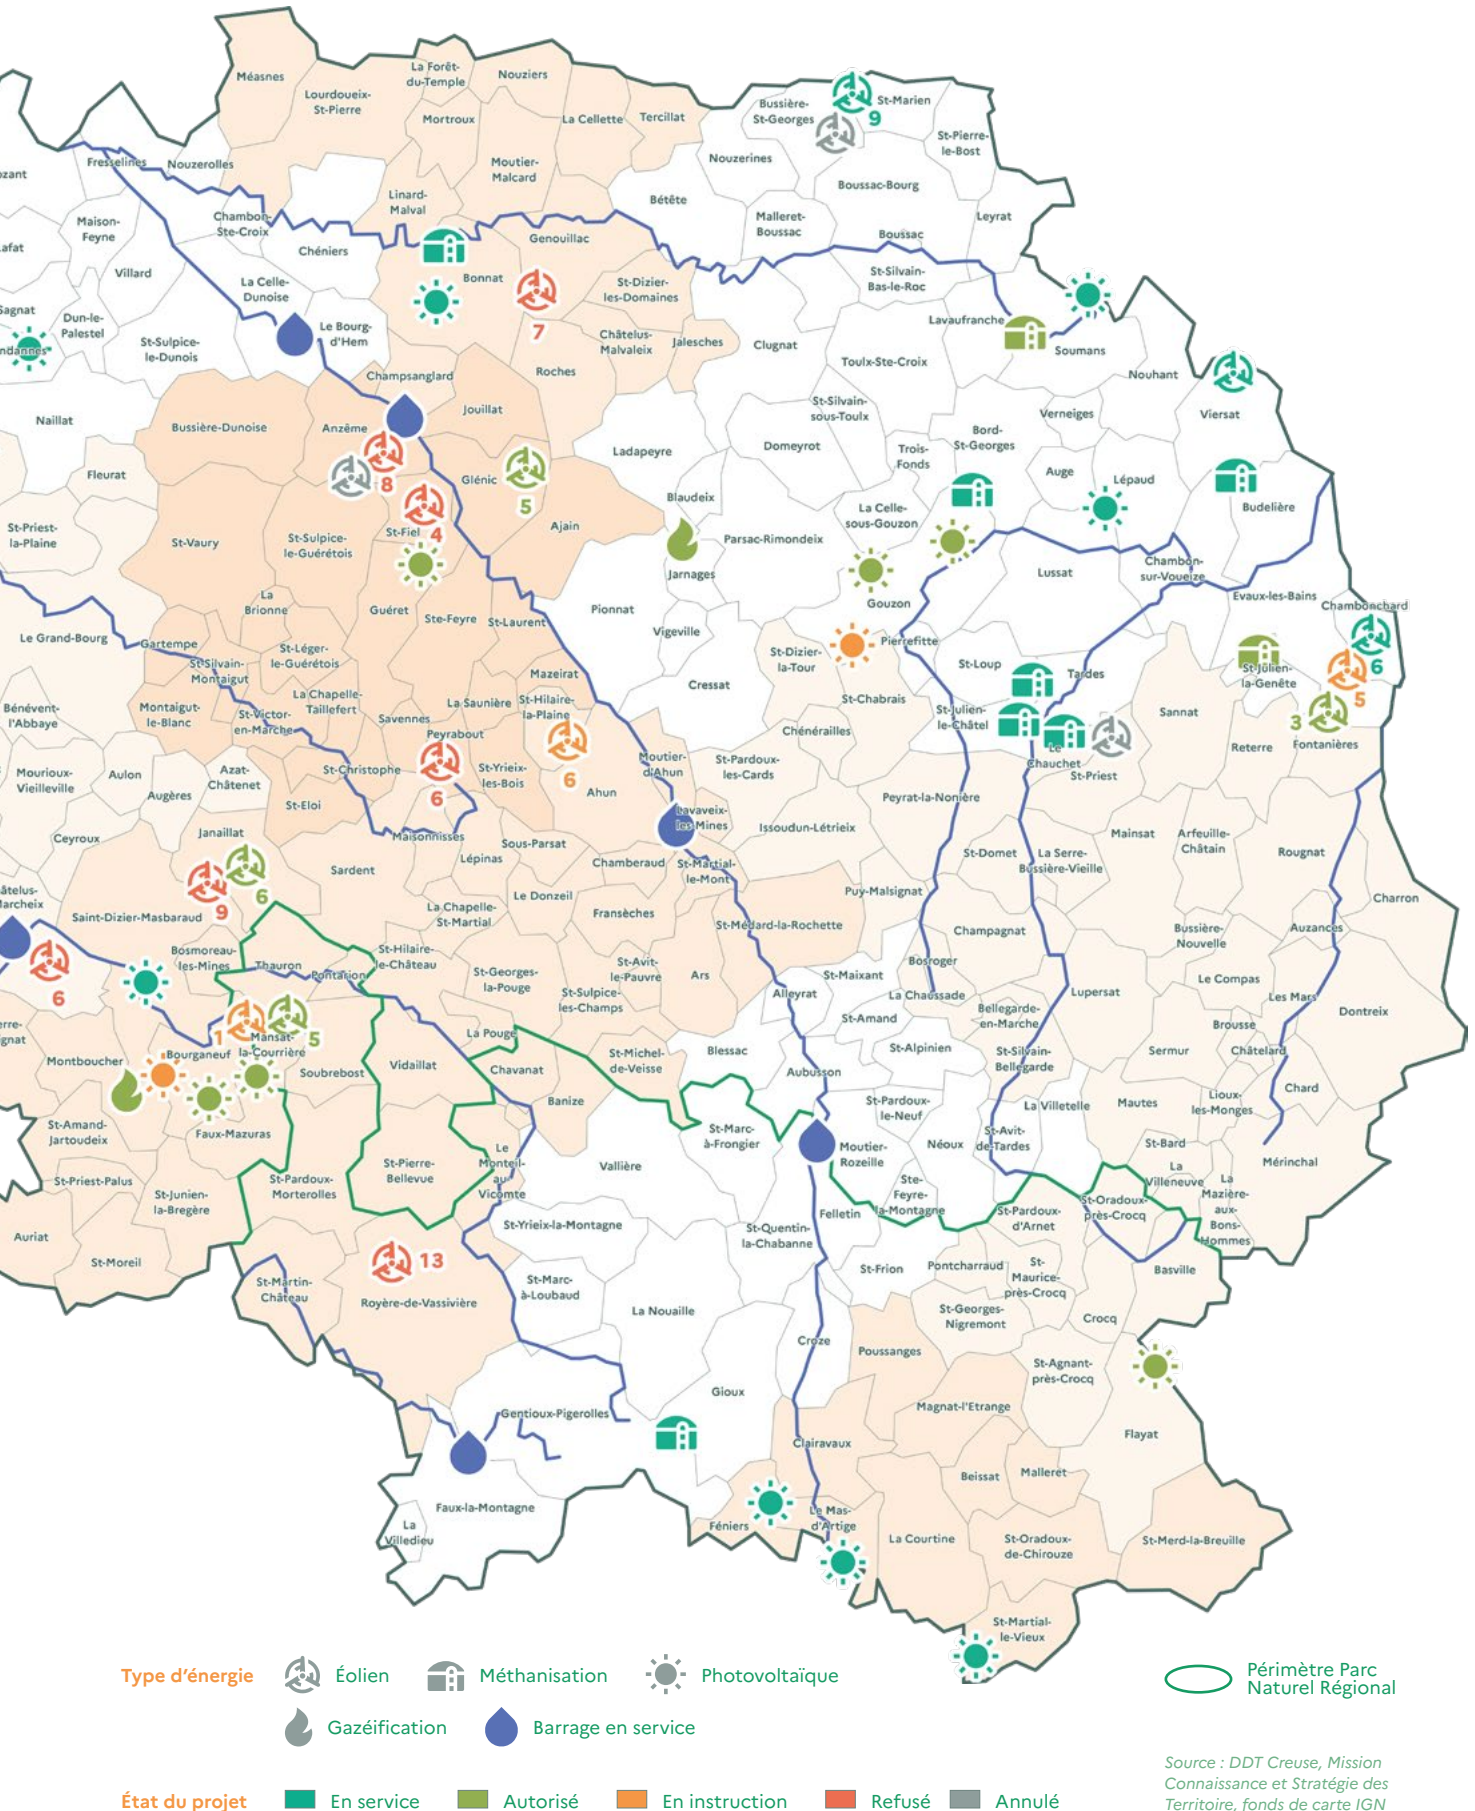 Méasnes
La Forêt-
du-Temple
Nouziers
Lourdoueix-
St-Pierre
Mortroux
La Cellette
Tercillat
Bussière-
St-Georges
St-Marien
9
St-Pierre-
le-Bost
Fresselines
Nouzerolles
Moutier-
Malcard
Nouzerines
Boussac-Bourg
Linard-
Malval
Bétête
Maison-
Feyne
Chambon-
Ste-Croix
Malleret-
Boussac
Leyrat
Boussac
Chéniers
Genouillac
Villard
La Celle-
Dunoise
Bonnat
7
St-Dizier-
les-Domaines
St-Silvain-
Bas-le-Roc
Sagnat
Dun-le-
Palestel
Le Bourg-
d'Hem
Lavaufranche
St-Sulpice-
le-Dunois
Châtelus-
Malvaleix
Jalesches
Clugnat
Soumans
Toulx-Ste-Croix
Champsanglard
Roches
Nouhant
Naillat
Bussière-Dunoise
Anzême
Jouillat
St-Silvain-
sous-Toulx
Verneiges
Viersat
Bord-
St-Georges
Fleurat
8
Glénic
5
Ladapeyre
Domeyrot
Trois-
Fonds
Auge
Lépaud
Blaudeix
La Celle-
sous-Gouzon
Budelière
St-Priest-
la-Plaine
St-Vaury
St-Sulpice-
le-Guérétois
St-Fiel
4
Ajain
Parsac-Rimondeix
Jarnages
Lussat
Chambon-
sur-Voueize
La
Brionne
Guéret
Ste-Feyre
St-Laurent
Pionnat
Gouzon
Evaux-les-Bains
Chambonchard
Le Grand-Bourg
Gartempe
Vigeville
Pierrefitte
6
St-Silvain-
Montaigut
St-Léger-
le-Guérétois
Mazeirat
St-Dizier-
la-Tour
St-Loup
Tardes
St-Julien-
la-Genête
5
Cressat
St-Chabrais
Bénévent-
l'Abbaye
Montaigut-
le-Blanc
La Chapelle-
Taillefert
La Saunière
St-Hilaire-
la-Plaine
St-Victor-
en-Marche
Savennes
Peyrabout
St-Julien-
le-Châtel
Sannat
3
Chénérailles
Reterre
Fontanières
Mourioux-
Vieilleville
Aulon
Azat-
Châtenet
St-Christophe
6
St-Yrieix-
les-Bois
6
Moutier-
d'Ahun
St-Pardoux-
les-Cards
Le
Chauchet
St-Priest
Augères
St-Eloi
Ahun
Peyrat-la-Nonière
Ceyroux
Janaillat
Maisonnisses
Lavaveix-
les-Mines
Issoudun-Létrieix
Mainsat
Arfeuille-
Châtain
Sous-Parsat
Lépinas
Sardent
Chamberaud
St-Martial-
le-Mont
St-Domet
La Serre-
Bussière-Vieille
Rougnat
9
6
Le Donzeil
Puy-Malsignat
Charron
Saint-Dizier-Masbaraud
La Chapelle-
St-Martial
Fransèches
St-Médard-la-Rochette
Champagnat
Bussière-
Nouvelle
Auzances
Bosmoreau-
les-Mines
Thauron
Pontarion
St-Hilaire-
le-Château
6
St-Georges-
la-Pouge
St-Avit-
le-Pauvre
Ars
St-Maixant
Bosroger
Le Compas
St-Sulpice-
les-Champs
Alleyrat
La Chaussade
Bellegarde-
en-Marche
Lupersat
Les Mars
Dontreix
1
5
La Pouge
St-Amand
Brousse
Montboucher
Bourganeuf
Mansat-
la-Courrière
Vidaillat
Soubrebost
Chavanat
St-Michel-
de-Veisse
Blessac
St-Alpinien
St-Silvain-
Bellegarde
Sermur
Châtelard
Aubusson
Banize
Chard
St-Amand-
Jartoudeix
Faux-Mazuras
St-Marc-
à-Frongier
St-Pardoux-
le-Neuf
La Villetelle
Mautes
Lioux-
les-Monges
Moutier-
Rozeille
Néoux
St-Avit-
de-Tardes
St-Bard
Mérinchal
St-Priest-Palus
St-Junien-
la-Bregère
St-Pardoux-
Morterolles
St-Pierre-
Bellevue
Le
Monteil-
au-
Vicomte
Vallière
Ste-
Feyre-
la-Montagne
La
Villeneuve
La
Mazière-
aux-
Bons-
Hommes
St-Oradoux-
près-Crocq
Auriat
St-Moreil
St-Yrieix-la-Montagne
St-Quentin-
la-Chabanne
Felletin
St-Pardoux-
d'Arnet
13
St-Martin-
Château
Royère-de-Vassivière
St-Marc-
à-Loubaud
La Nouaille
St-Frion
Pontcharraud
St-
Maurice-
près-Crocq
Basville
St-Georges-
Nigremont
Crocq
Croze
Poussanges
St-Agnant-
près-Crocq
Gioux
Magnat-l'Etrange
Gentioux-Pigerolles
Clairavaux
Flayat
Beissat
Malleret
Faux-la-Montagne
La
Villedieu
Féniers
Le Mas-
d'Artige
La Courtine
St-Oradoux-
de-Chirouze
St-Merd-la-Breuille
St-Martial-
le-Vieux
Type d'énergie
Éolien
Méthanisation
Photovoltaïque
Gazéification
Barrage en service
Périmètre Parc
Naturel Régional
État du projet
En service
Autorisé
En instruction
Refusé
Annulé
Source : DDT Creuse, Mission
Connaissance et Stratégie des
Territoire, fonds de carte IGN